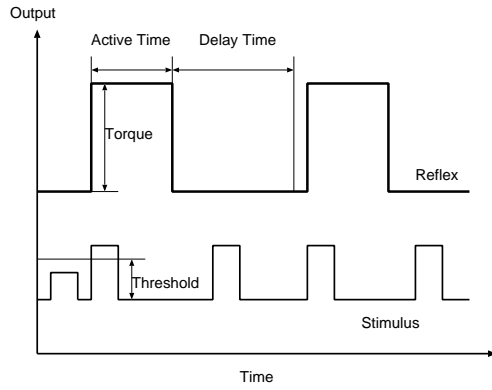 Output
Active Time
Delay Time
Torque
Reflex
Threshold
Stimulus
Time